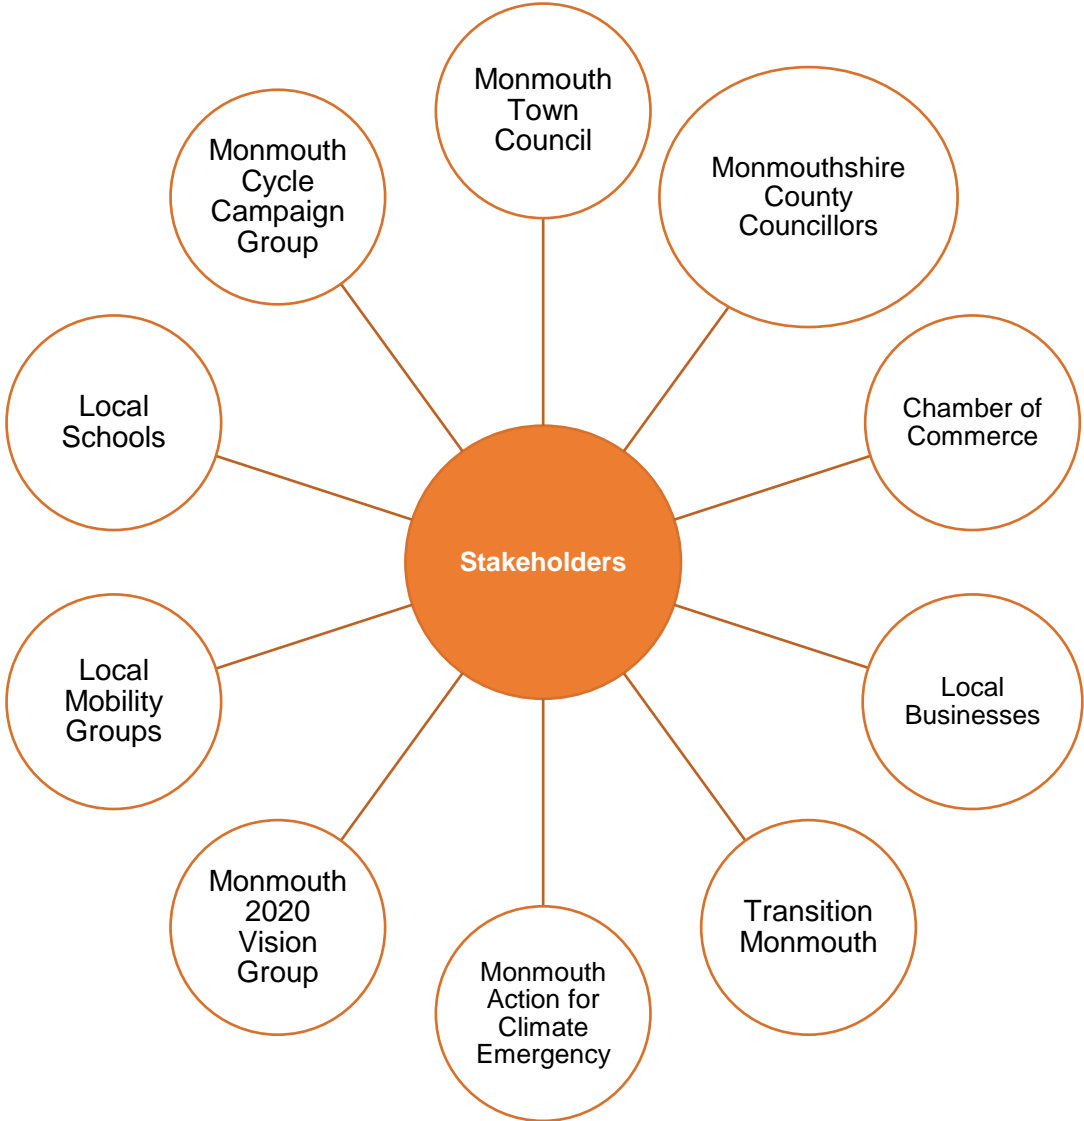 Monmouth
Town
Council
Monmouthshire
County
Councillors
Chamber of
Commerce
Local
Businesses
Transition
Monmouth
Monmouth
Action for
Climate
Emergency
Monmouth
2020
Vision
Group
Local
Mobility
Groups
Local
Schools
Monmouth
Cycle
Campaign
Group
Stakeholders